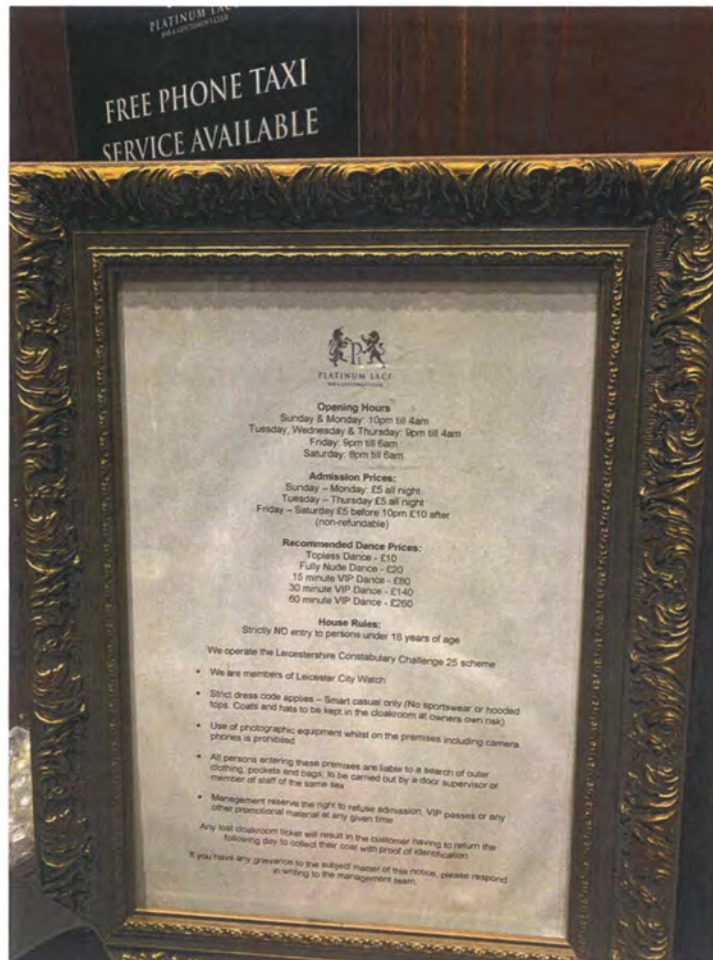 PLATINUM LACE
BAR & GENTLEMEN'S CLUB
FREE PHONE TAXI
SERVICE AVAILABLE
PL
PLATINUM LACE
BAR & GENTLEMEN'S CLUB
Opening Hours
Sunday & Monday: 10pm till 4am
Tuesday, Wednesday & Thursday: 9pm till 4am
Friday: 9pm till 6am
Saturday: 8pm till 6am
Admission Prices:
Sunday – Monday: £5 all night
Tuesday – Thursday £5 all night
Friday – Saturday £5 before 10pm £10 after
(non-refundable)
Recommended Dance Prices:
Topless Dance - £10
Fully Nude Dance - £20
15 minute VIP Dance - £80
30 minute VIP Dance - £140
60 minute VIP Dance - £260
House Rules:
Strictly NO entry to persons under 18 years of age
We operate the Leicestershire Constabulary Challenge 25 scheme
• We are members of Leicester City Watch
• Strict dress code applies – Smart casual only (No sportswear or hooded
tops. Coats and hats to be kept in the cloakroom at owners own risk)
• Use of photographic equipment whilst on the premises including camera
phones is prohibited
• All persons entering these premises are liable to a search of outer
clothing, pockets and bags, to be carried out by a door supervisor or
member of staff of the same sex
• Management reserve the right to refuse admission, VIP passes or any
other promotional material at any given time
Any lost cloakroom ticket will result in the customer having to return the
following day to collect their coat with proof of identification
If you have any grievance to the subject matter of this notice, please respond
in writing to the management team.